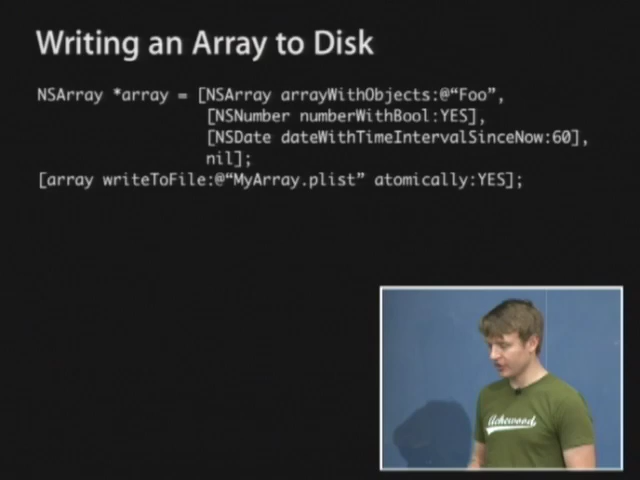 Writing an Array to Disk
NSArray *array = [NSArray arrayWithObjects:@“Foo”,
[NSNumber numberWithBool:YES],
[NSDate dateWithTimeIntervalSinceNow:60],
nil];
[array writeToFile:@“MyArray.plist” atomically:YES];
Achewood